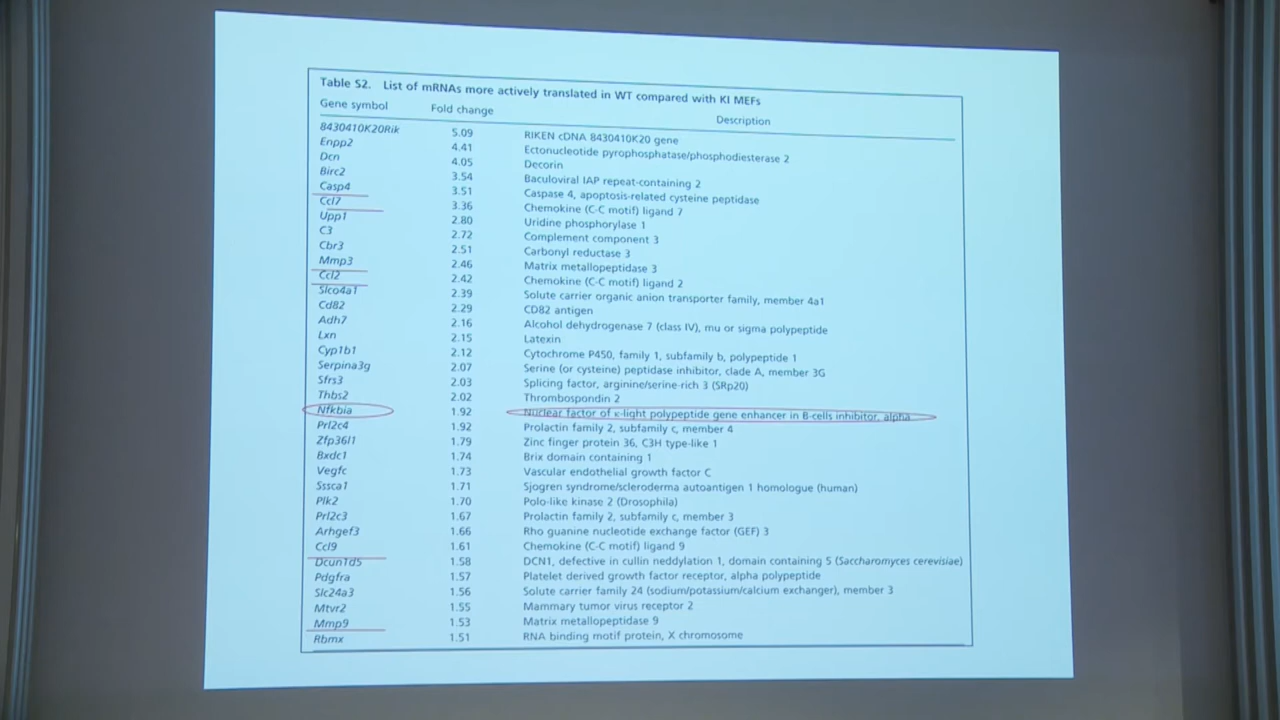 Table S2. List of mRNAs more actively translated in WT compared with KI MEFs
Gene symbol Fold change Description
8430410K20Rik 5.09 RIKEN cDNA 8430410K20 gene
Enpp2 4.41 Ectonucleotide pyrophosphatase/phosphodiesterase 2
Dcn 4.05 Decorin
Birc2 3.54 Baculoviral IAP repeat-containing 2
Casp4 3.51 Caspase 4, apoptosis-related cysteine peptidase
Ccl7 3.36 Chemokine (C-C motif) ligand 7
Upp1 2.80 Uridine phosphorylase 1
C3 2.72 Complement component 3
Cbr3 2.51 Carbonyl reductase 3
Mmp3 2.46 Matrix metallopeptidase 3
Ccl2 2.42 Chemokine (C-C motif) ligand 2
Slco4a1 2.39 Solute carrier organic anion transporter family, member 4a1
Cd82 2.29 CD82 antigen
Adh7 2.16 Alcohol dehydrogenase 7 (class IV), mu or sigma polypeptide
Lxn 2.15 Latexin
Cyp1b1 2.12 Cytochrome P450, family 1, subfamily b, polypeptide 1
Serpina3g 2.07 Serine (or cysteine) peptidase inhibitor, clade A, member 3G
Sfrs3 2.03 Splicing factor, arginine/serine-rich 3 (SRp20)
Thbs2 2.02 Thrombospondin 2
Nfkbia 1.92 Nuclear factor of κ-light polypeptide gene enhancer in B-cells inhibitor, alpha
Prl2c4 1.92 Prolactin family 2, subfamily c, member 4
Zfp36l1 1.79 Zinc finger protein 36, C3H type-like 1
Bxdc1 1.74 Brix domain containing 1
Vegfc 1.73 Vascular endothelial growth factor C
Sssca1 1.71 Sjogren syndrome/scleroderma autoantigen 1 homologue (human)
Plk2 1.70 Polo-like kinase 2 (Drosophila)
Prl2c3 1.67 Prolactin family 2, subfamily c, member 3
Arhgef3 1.66 Rho guanine nucleotide exchange factor (GEF) 3
Ccl9 1.61 Chemokine (C-C motif) ligand 9
Dcun1d5 1.58 DCN1, defective in cullin neddylation 1, domain containing 5 (Saccharomyces cerevisiae)
Pdgfra 1.57 Platelet derived growth factor receptor, alpha polypeptide
Slc24a3 1.56 Solute carrier family 24 (sodium/potassium/calcium exchanger), member 3
Mtvr2 1.55 Mammary tumor virus receptor 2
Mmp9 1.53 Matrix metallopeptidase 9
Rbmx 1.51 RNA binding motif protein, X chromosome